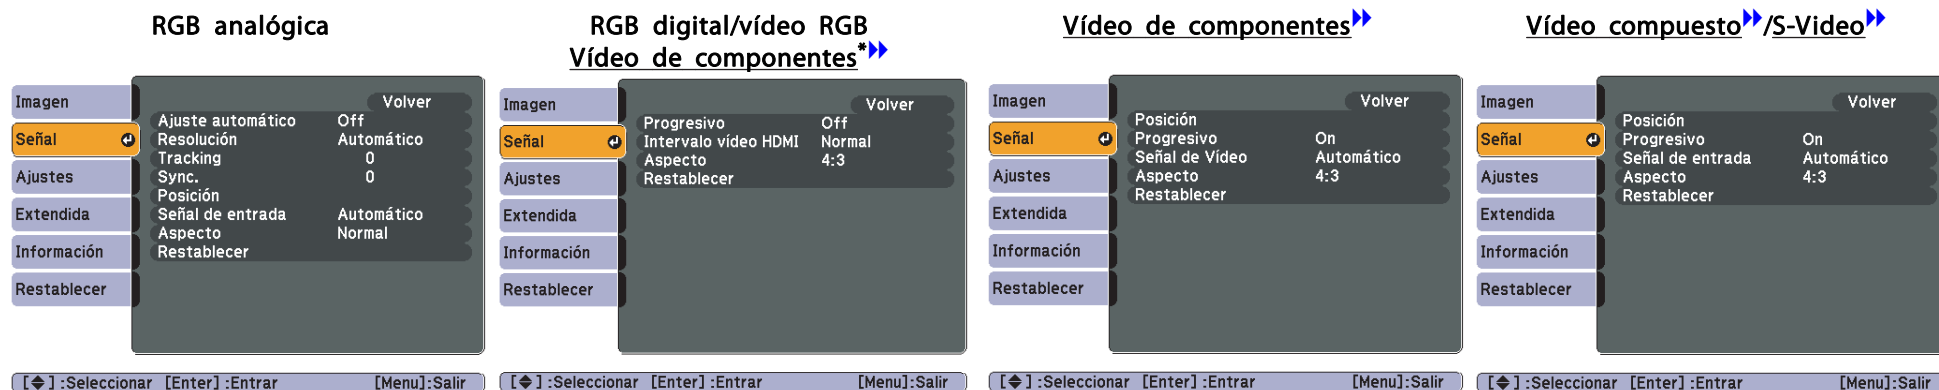 RGB analógica
Imagen
Señal
Ajustes
Extendida
Información
Restablecer
Volver
Ajuste automático Off
Resolución Automático
Tracking 0
Sync. 0
Posición
Señal de entrada Automático
Aspecto Normal
Restablecer
[ ] :Seleccionar [Enter] :Entrar [Menu]:Salir
RGB digital/vídeo RGB
Vídeo de componentes*
Imagen
Señal
Ajustes
Extendida
Información
Restablecer
Volver
Progresivo Off
Intervalo vídeo HDMI Normal
Aspecto 4:3
Restablecer
[ ] :Seleccionar [Enter] :Entrar [Menu]:Salir
Vídeo de componentes
Imagen
Señal
Ajustes
Extendida
Información
Restablecer
Volver
Posición
Progresivo On
Señal de Vídeo Automático
Aspecto 4:3
Restablecer
[ ] :Seleccionar [Enter] :Entrar [Menu]:Salir
Vídeo compuesto/S-Video
Imagen
Señal
Ajustes
Extendida
Información
Restablecer
Volver
Posición
Progresivo On
Señal de entrada Automático
Aspecto 4:3
Restablecer
[ ] :Seleccionar [Enter] :Entrar [Menu]:Salir